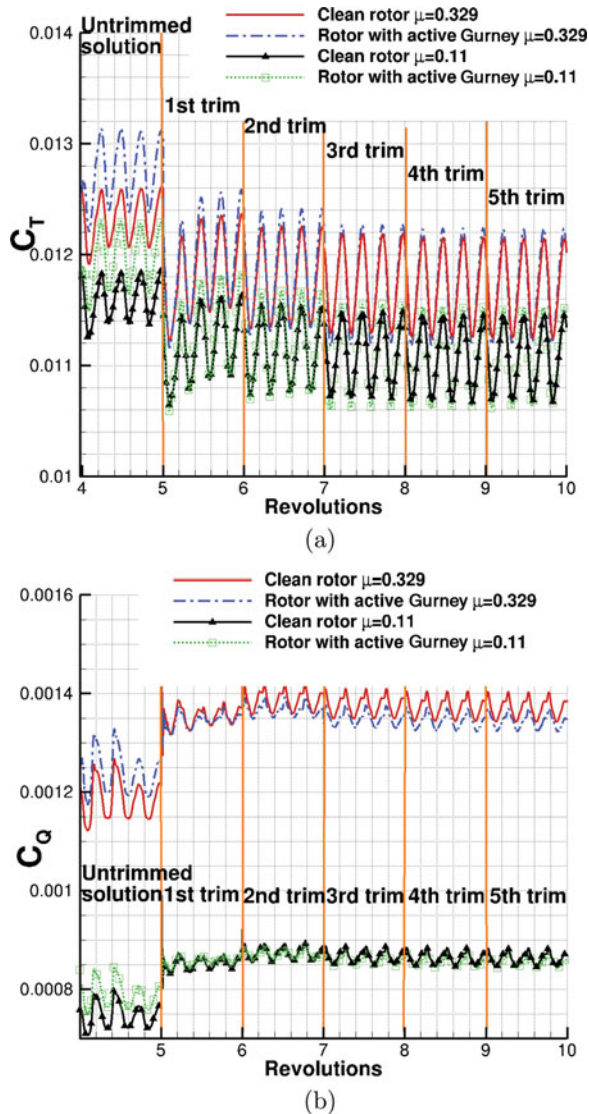 Untrimmed
solution
Clean rotor μ=0.329
Rotor with active Gurney μ=0.329
Clean rotor μ=0.11
Rotor with active Gurney μ=0.11
1st trim
2nd trim
3rd trim
4th trim
5th trim
0.014
0.013
0.012
0.011
0.01
CT
4 5 6 7 8 9 10
Revolutions
(a)
Clean rotor μ=0.329
Rotor with active Gurney μ=0.329
Clean rotor μ=0.11
Rotor with active Gurney μ=0.11
0.0016
0.0014
0.0012
0.001
0.0008
CQ
Untrimmed
solution
1st trim
2nd trim
3rd trim
4th trim
5th trim
5 6 7 8 9 10
Revolutions
(b)